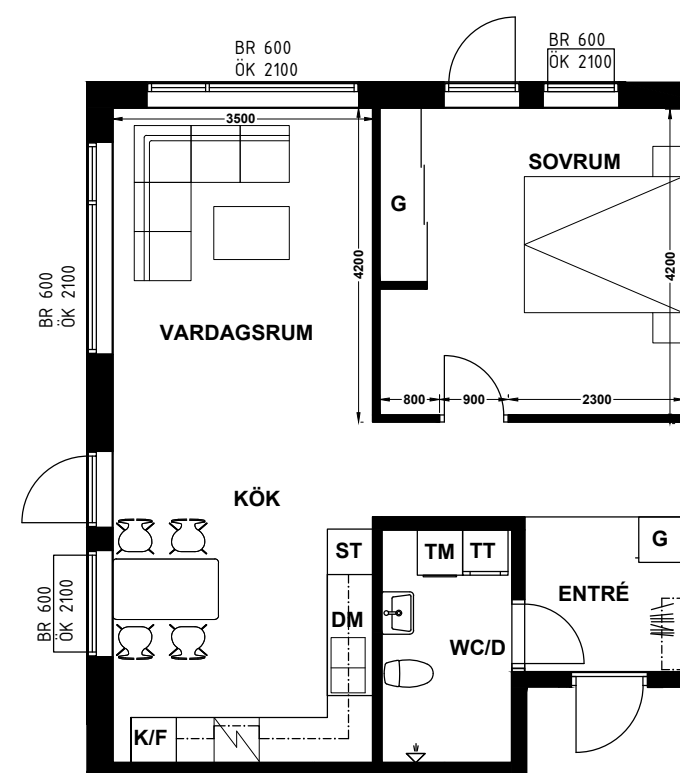 BR 600
ÖK 2100
BR 600
ÖK 2100
3500
SOVRUM
G
4200
4200
BR 600
ÖK 2100
VARDAGSRUM
800
900
2300
KÖK
ST
TM
TT
G
BR 600
ÖK 2100
DM
ENTRÉ
WC/D
K/F